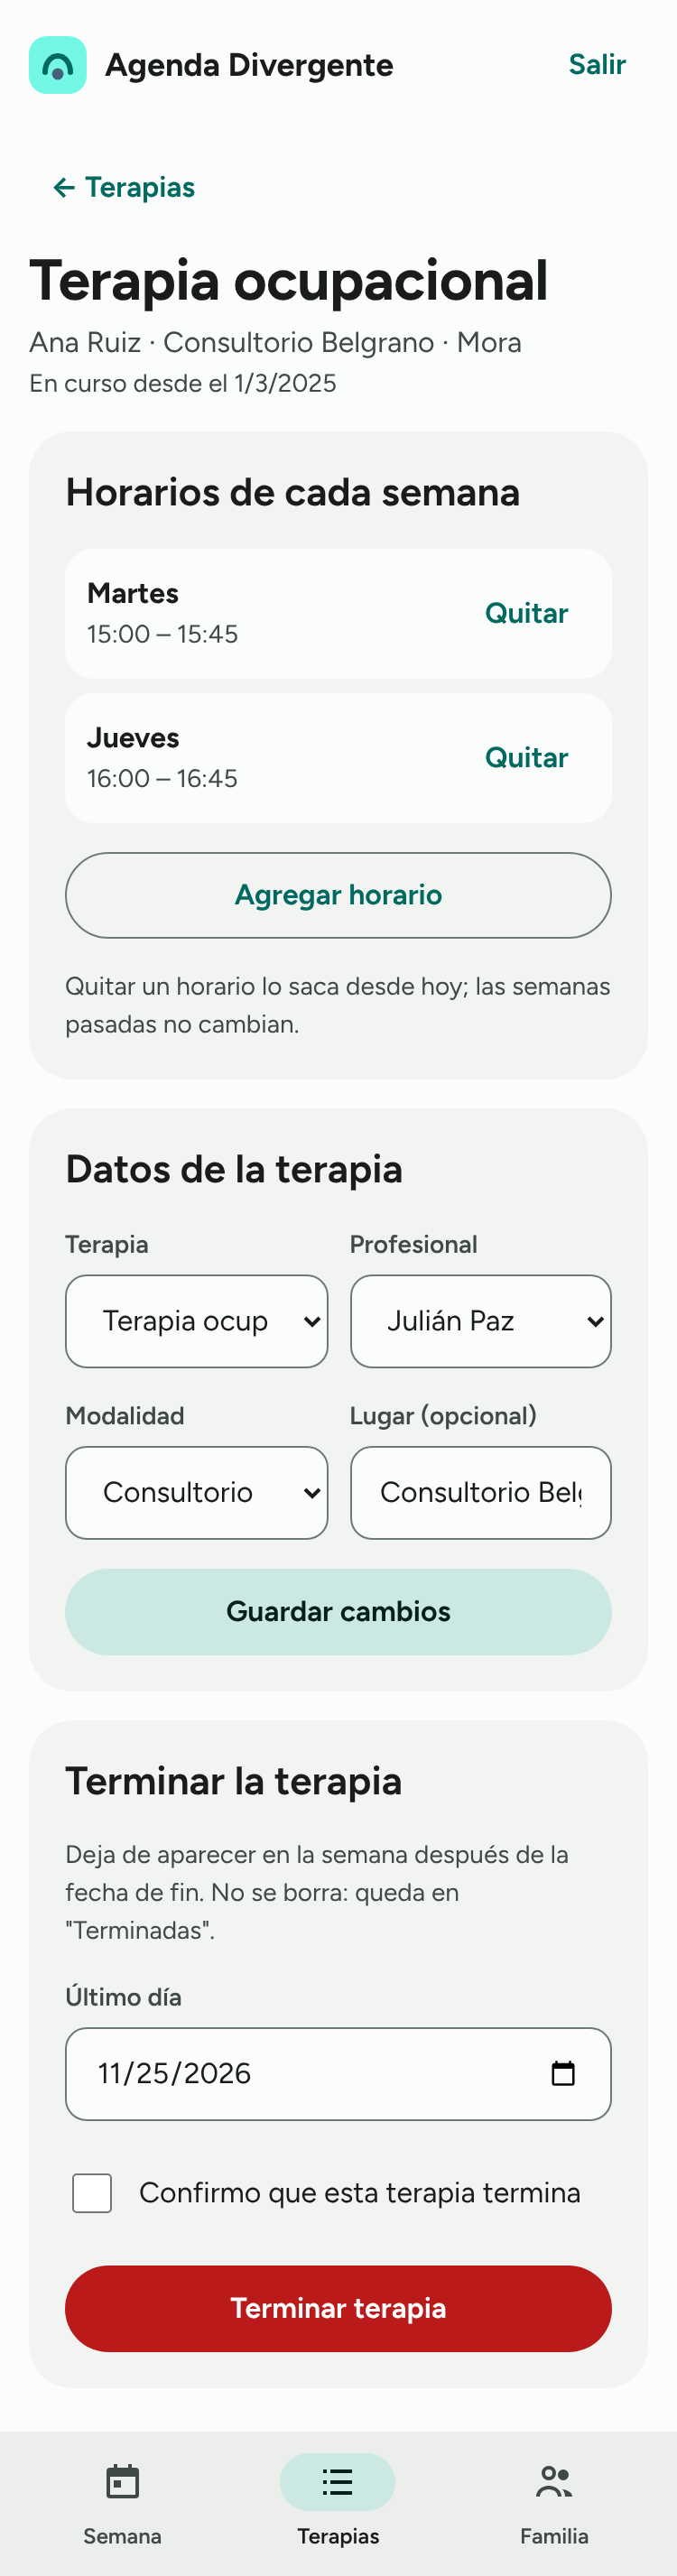 Agenda Divergente
Salir
← Terapias
Terapia ocupacional
Ana Ruiz · Consultorio Belgrano · Mora
En curso desde el 1/3/2025
Horarios de cada semana
Martes
15:00 – 15:45
Quitar
Jueves
16:00 – 16:45
Quitar
Agregar horario
Quitar un horario lo saca desde hoy; las semanas
pasadas no cambian.
Datos de la terapia
Terapia
Profesional
Terapia ocup
Julián Paz
Modalidad
Lugar (opcional)
Consultorio
Consultorio Bel
Guardar cambios
Terminar la terapia
Deja de aparecer en la semana después de la
fecha de fin. No se borra: queda en
"Terminadas".
Último día
11/25/2026
Confirmo que esta terapia termina
Terminar terapia
Semana
Terapias
Familia